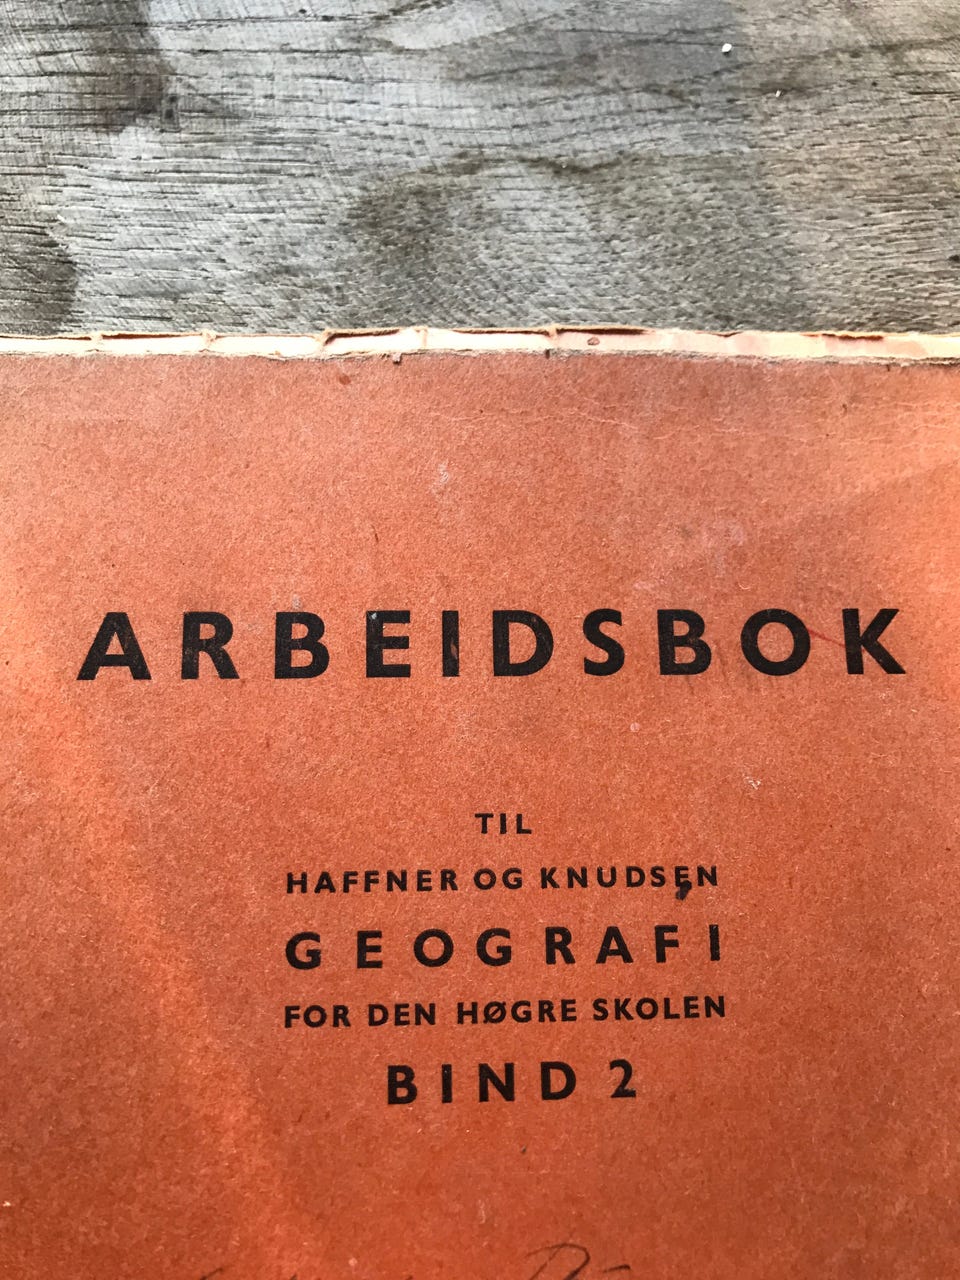 ARBEIDSBOK
TIL
HAFFNER OG KNUDSEN
GEOGRAFI
FOR DEN HØGRE SKOLEN
BIND 2